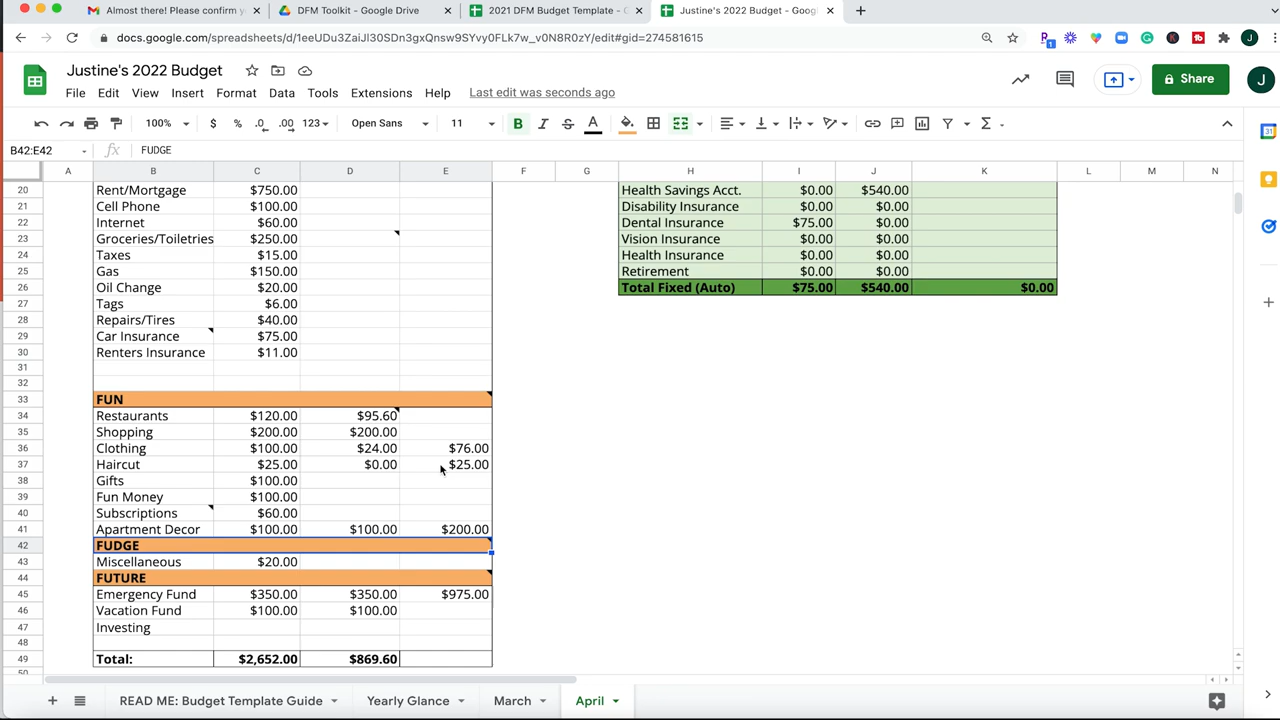 Almost there! Please confirm y
DFM Toolkit - Google Drive
2021 DFM Budget Template - G
Justine's 2022 Budget - Goog
docs.google.com/spreadsheets/d/1eeUDu3ZaiJl30SDn3gxQnsw9SYvy0FLk7w_v0N8R0zY/edit#gid=274581615
Justine's 2022 Budget
File Edit View Insert Format Data Tools Extensions Help Last edit was seconds ago
Share
J
100% $ % .0 .00 123 Open Sans 11 B I S A
B42:E42 fx FUDGE
A B C D E F G H I J K L M N
20 Rent/Mortgage $750.00 Health Savings Acct. $0.00 $540.00
21 Cell Phone $100.00 Disability Insurance $0.00 $0.00
22 Internet $60.00 Dental Insurance $75.00 $0.00
23 Groceries/Toiletries $250.00 Vision Insurance $0.00 $0.00
24 Taxes $15.00 Health Insurance $0.00 $0.00
25 Gas $150.00 Retirement $0.00 $0.00
26 Oil Change $20.00 Total Fixed (Auto) $75.00 $540.00 $0.00
27 Tags $6.00
28 Repairs/Tires $40.00
29 Car Insurance $75.00
30 Renters Insurance $11.00
31
32
33 FUN
34 Restaurants $120.00 $95.60
35 Shopping $200.00 $200.00
36 Clothing $100.00 $24.00 $76.00
37 Haircut $25.00 $0.00 $25.00
38 Gifts $100.00
39 Fun Money $100.00
40 Subscriptions $60.00
41 Apartment Decor $100.00 $100.00 $200.00
42 FUDGE
43 Miscellaneous $20.00
44 FUTURE
45 Emergency Fund $350.00 $350.00 $975.00
46 Vacation Fund $100.00 $100.00
47 Investing
48
49 Total: $2,652.00 $869.60
50
READ ME: Budget Template Guide Yearly Glance March April